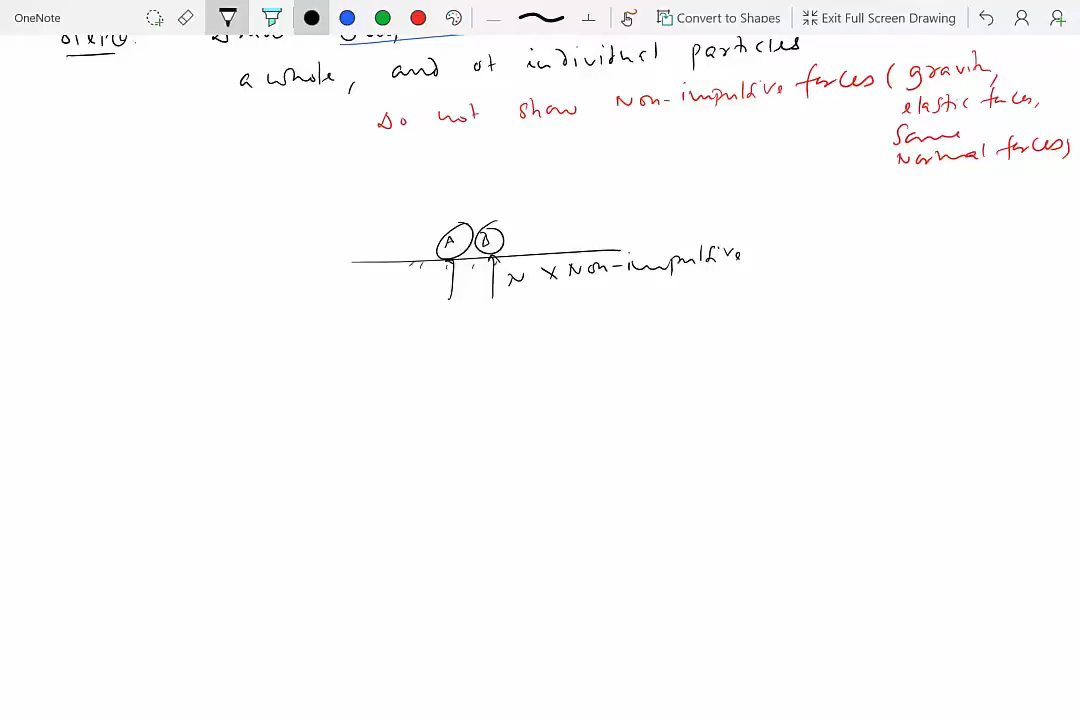 OneNote
Convert to Shapes
Exit Full Screen Drawing
a whole, and of individual particles
Do not show Non-impulsive forces (gravity,
elastic forces,
Some
Normal forces)
A B
N X Non-impulsive